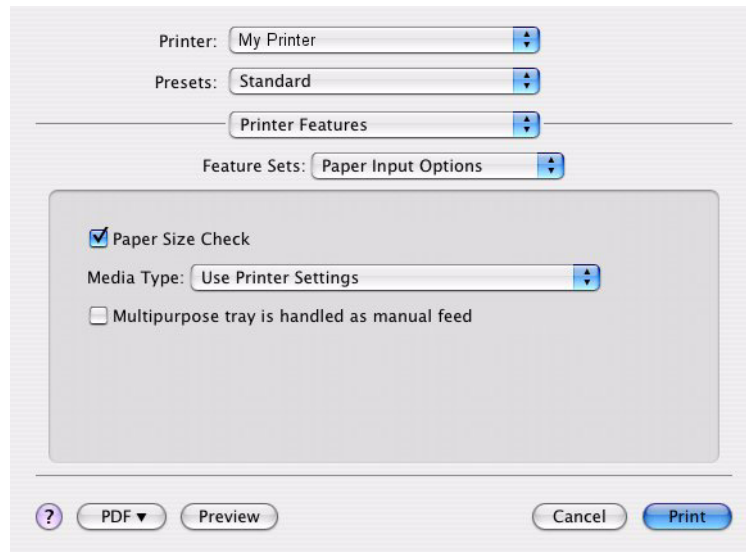 Printer: My Printer
Presets: Standard
Printer Features
Feature Sets: Paper Input Options
Paper Size Check
Media Type: Use Printer Settings
Multipurpose tray is handled as manual feed
? PDF ▼ Preview Cancel Print